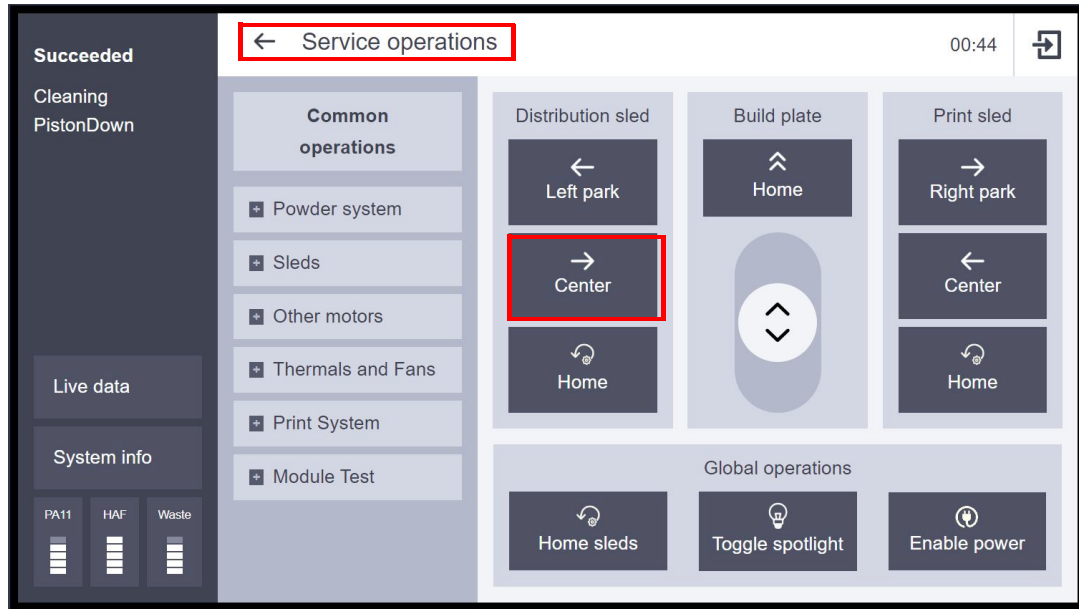 Succeeded
Cleaning
PistonDown
Live data
System info
PA11 HAF Waste
Service operations
00:44
Common
operations
Powder system
Sleds
Other motors
Thermals and Fans
Print System
Module Test
Distribution sled
Left park
Center
Home
Build plate
Home
Print sled
Right park
Center
Home
Global operations
Home sleds
Toggle spotlight
Enable power